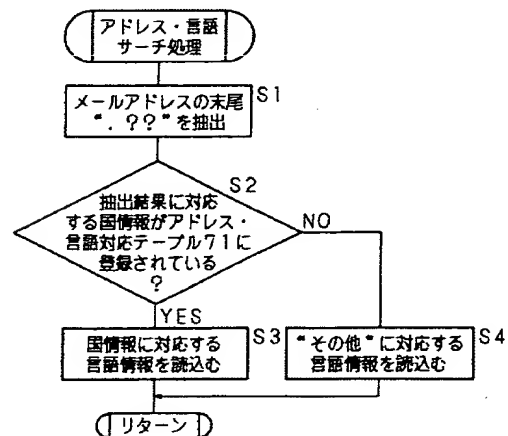 アドレス・言語
サーチ処理
S1
メールアドレスの末尾
“．？？”を抽出
S2
抽出結果に対応
する国情報がアドレス・
言語対応テーブル71に
登録されている
？
NO
YES
S3
国情報に対応する
言語情報を読込む
S4
“その他”に対応する
言語情報を読込む
リターン